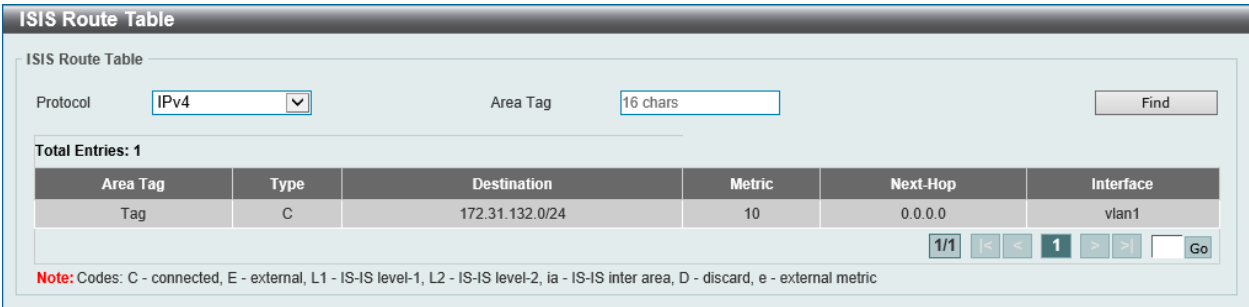 ISIS Route Table
ISIS Route Table
Protocol IPv4 Area Tag 16 chars Find
Total Entries: 1
Area Tag Type Destination Metric Next-Hop Interface
Tag C 172.31.132.0/24 10 0.0.0.0 vlan1
1/1 |< < 1 > >| Go
Note: Codes: C - connected, E - external, L1 - IS-IS level-1, L2 - IS-IS level-2, ia - IS-IS inter area, D - discard, e - external metric